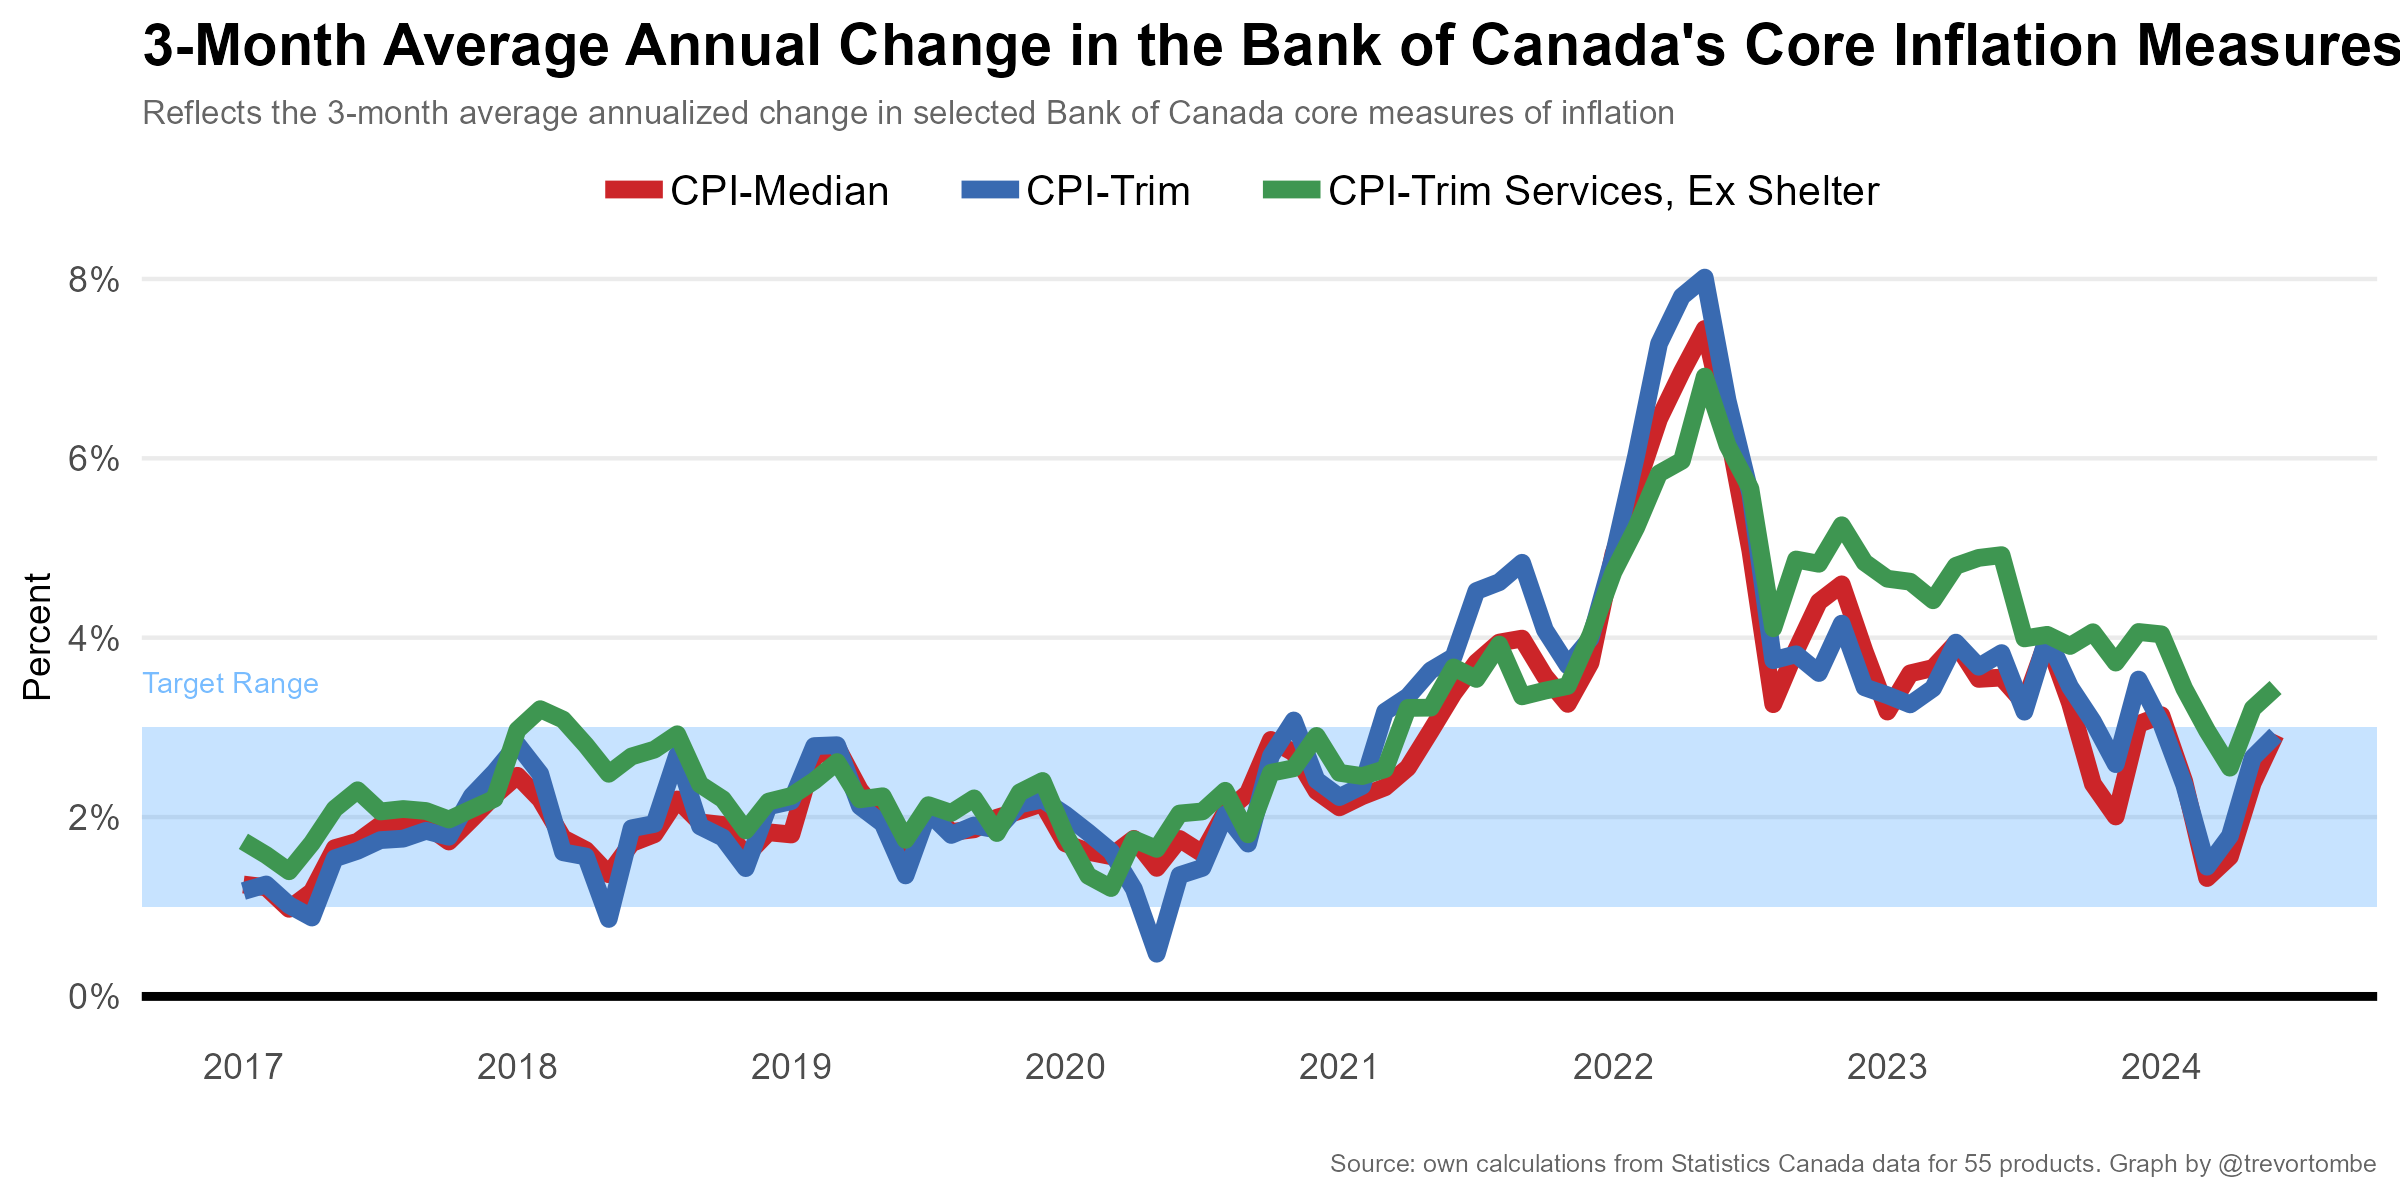 3-Month Average Annual Change in the Bank of Canada's Core Inflation Measures
Reflects the 3-month average annualized change in selected Bank of Canada core measures of inflation
CPI-Median CPI-Trim CPI-Trim Services, Ex Shelter
8%
6%
4%
Target Range
2%
0%
Percent
2017 2018 2019 2020 2021 2022 2023 2024
Source: own calculations from Statistics Canada data for 55 products. Graph by @trevortombe